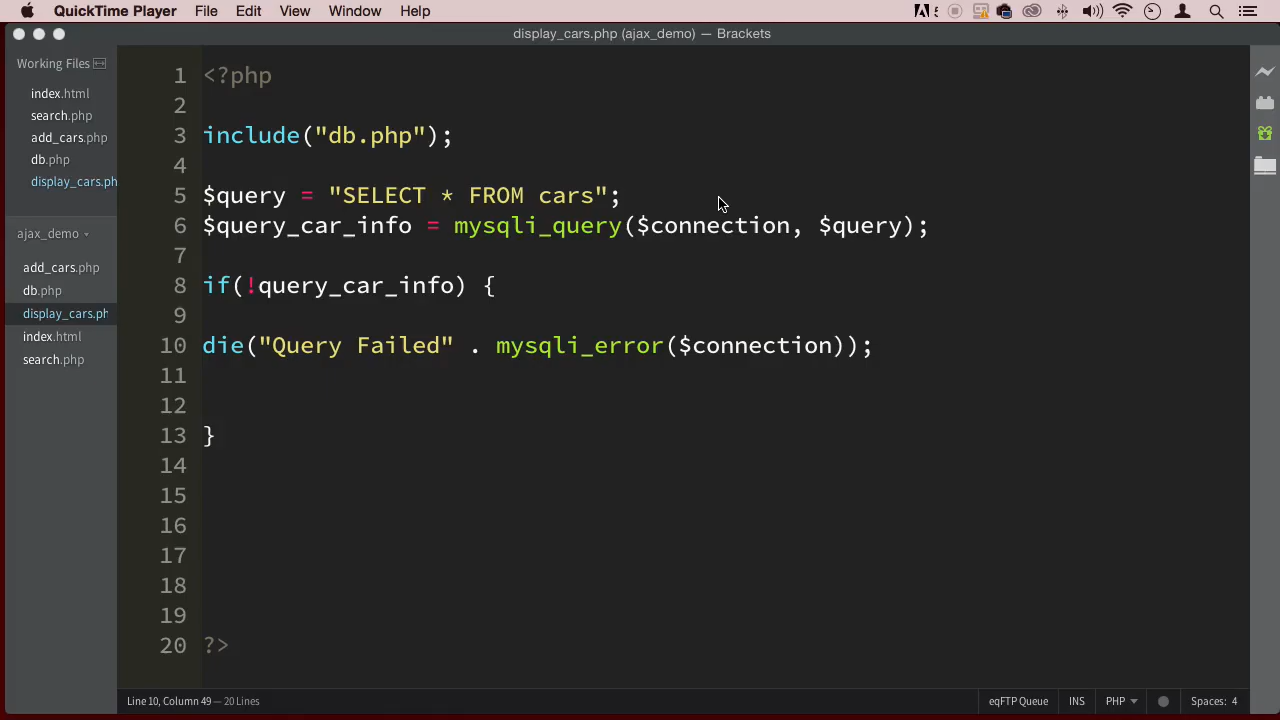 QuickTime Player File Edit View Window Help
display_cars.php (ajax_demo) — Brackets
Working Files
index.html
search.php
add_cars.php
db.php
display_cars.ph
ajax_demo
add_cars.php
db.php
display_cars.ph
index.html
search.php
1 <?php
2
3 include("db.php");
4
5 $query = "SELECT * FROM cars";
6 $query_car_info = mysqli_query($connection, $query);
7
8 if(!query_car_info) {
9
10 die("Query Failed" . mysqli_error($connection));
11
12
13 }
14
15
16
17
18
19
20 ?>
Line 10, Column 49 — 20 Lines
eqFTP Queue INS PHP Spaces: 4